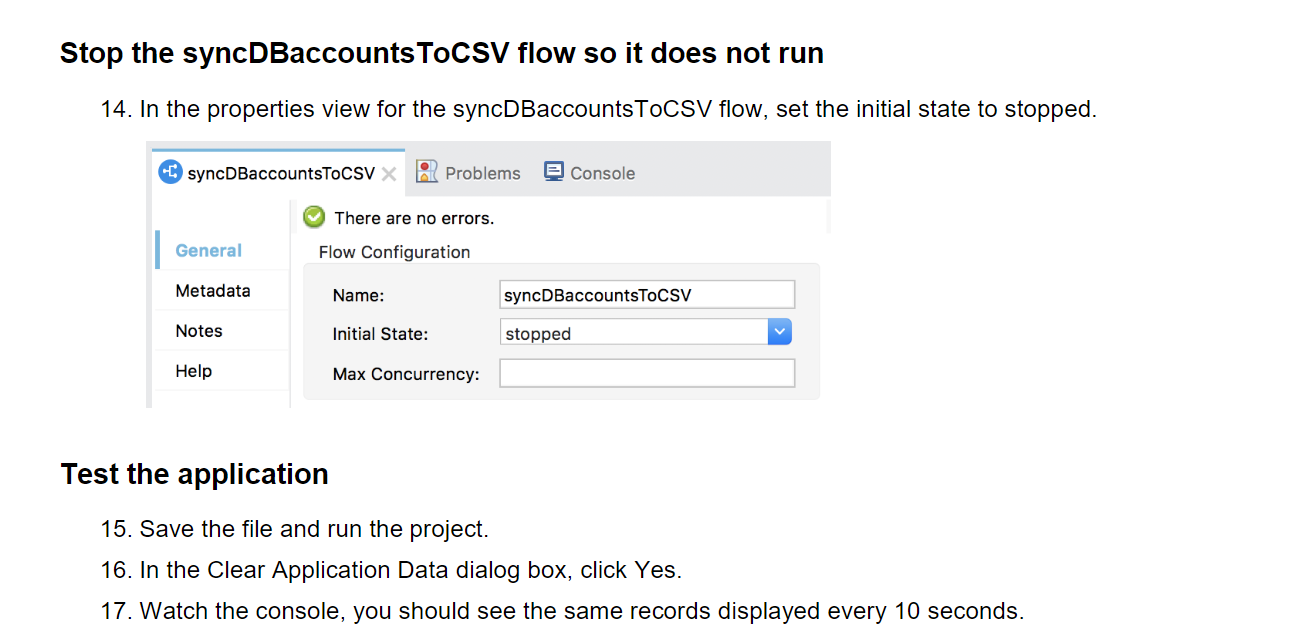 Stop the syncDBaccountsToCSV flow so it does not run
14. In the properties view for the syncDBaccountsToCSV flow, set the initial state to stopped.
syncDBaccountsToCSV Problems Console
There are no errors.
General
Flow Configuration
Metadata
Name: syncDBaccountsToCSV
Notes
Initial State: stopped
Help
Max Concurrency:
Test the application
15. Save the file and run the project.
16. In the Clear Application Data dialog box, click Yes.
17. Watch the console, you should see the same records displayed every 10 seconds.